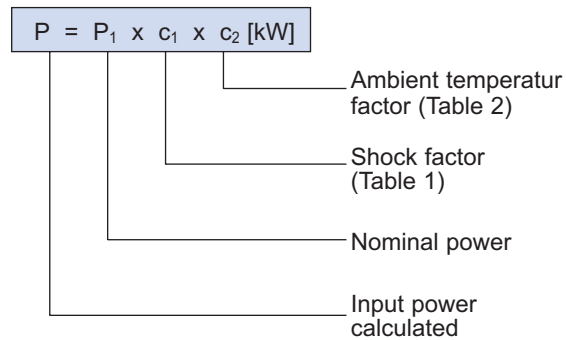 P = P₁ x c₁ x c₂ [kW]
Ambient temperatur
factor (Table 2)
Shock factor
(Table 1)
Nominal power
Input power
calculated